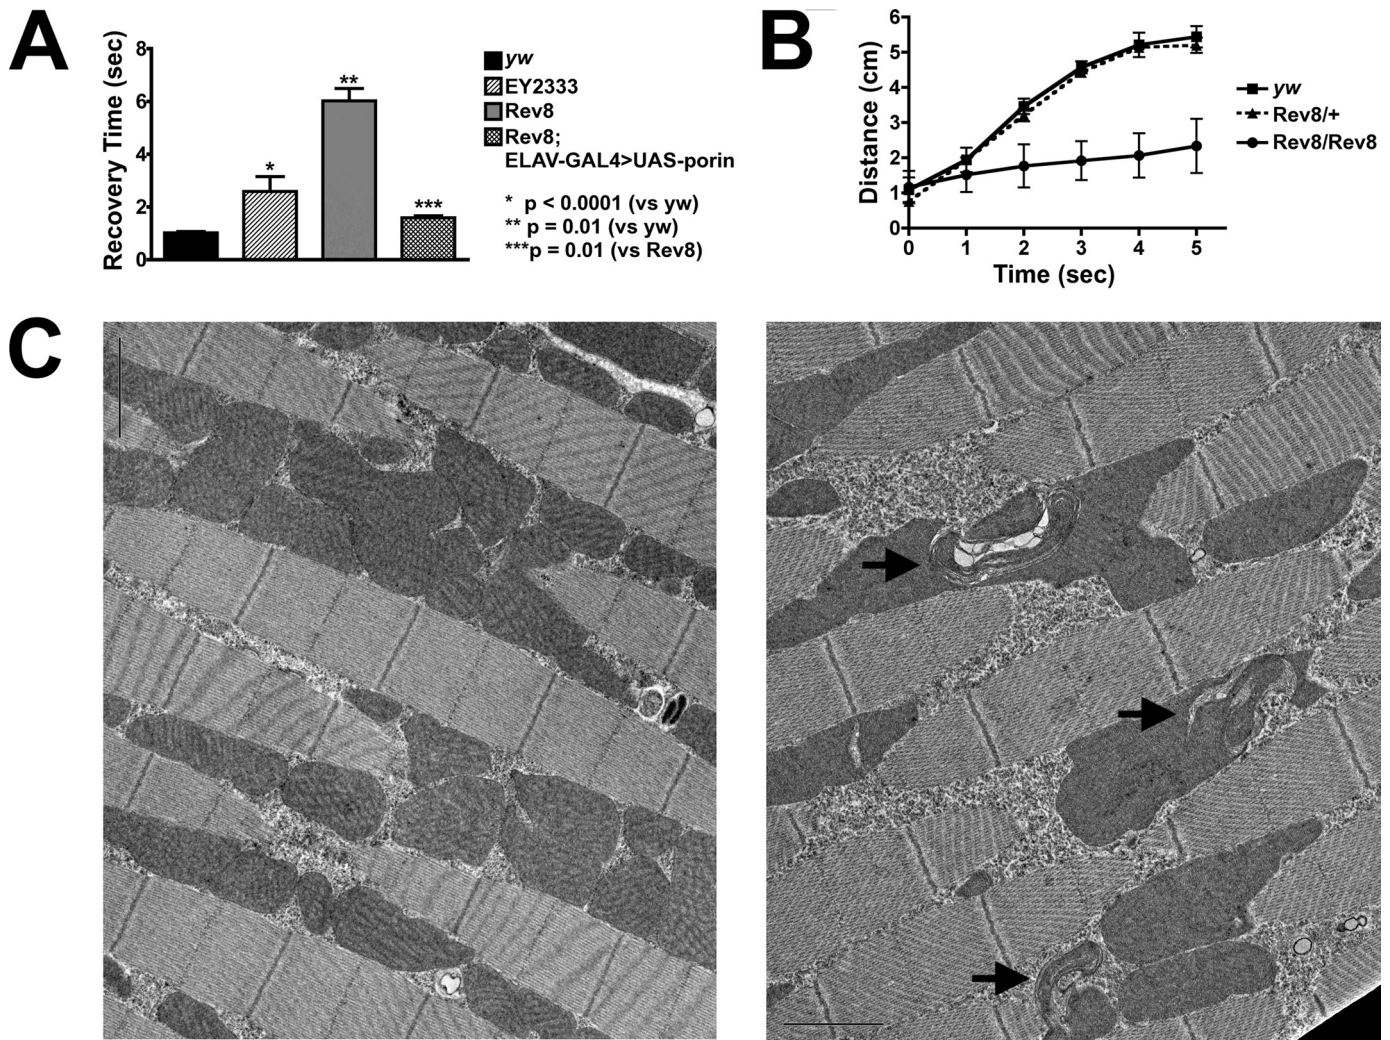 A
Recovery Time (sec)
8
6
4
2
0
*
**
***
yw
EY2333
Rev8
Rev8;
ELAV-GAL4>UAS-porin
* p < 0.0001 (vs yw)
** p = 0.01 (vs yw)
***p = 0.01 (vs Rev8)
B
Distance (cm)
6
5
4
3
2
1
0
0 1 2 3 4 5
Time (sec)
yw
Rev8/+
Rev8/Rev8
C